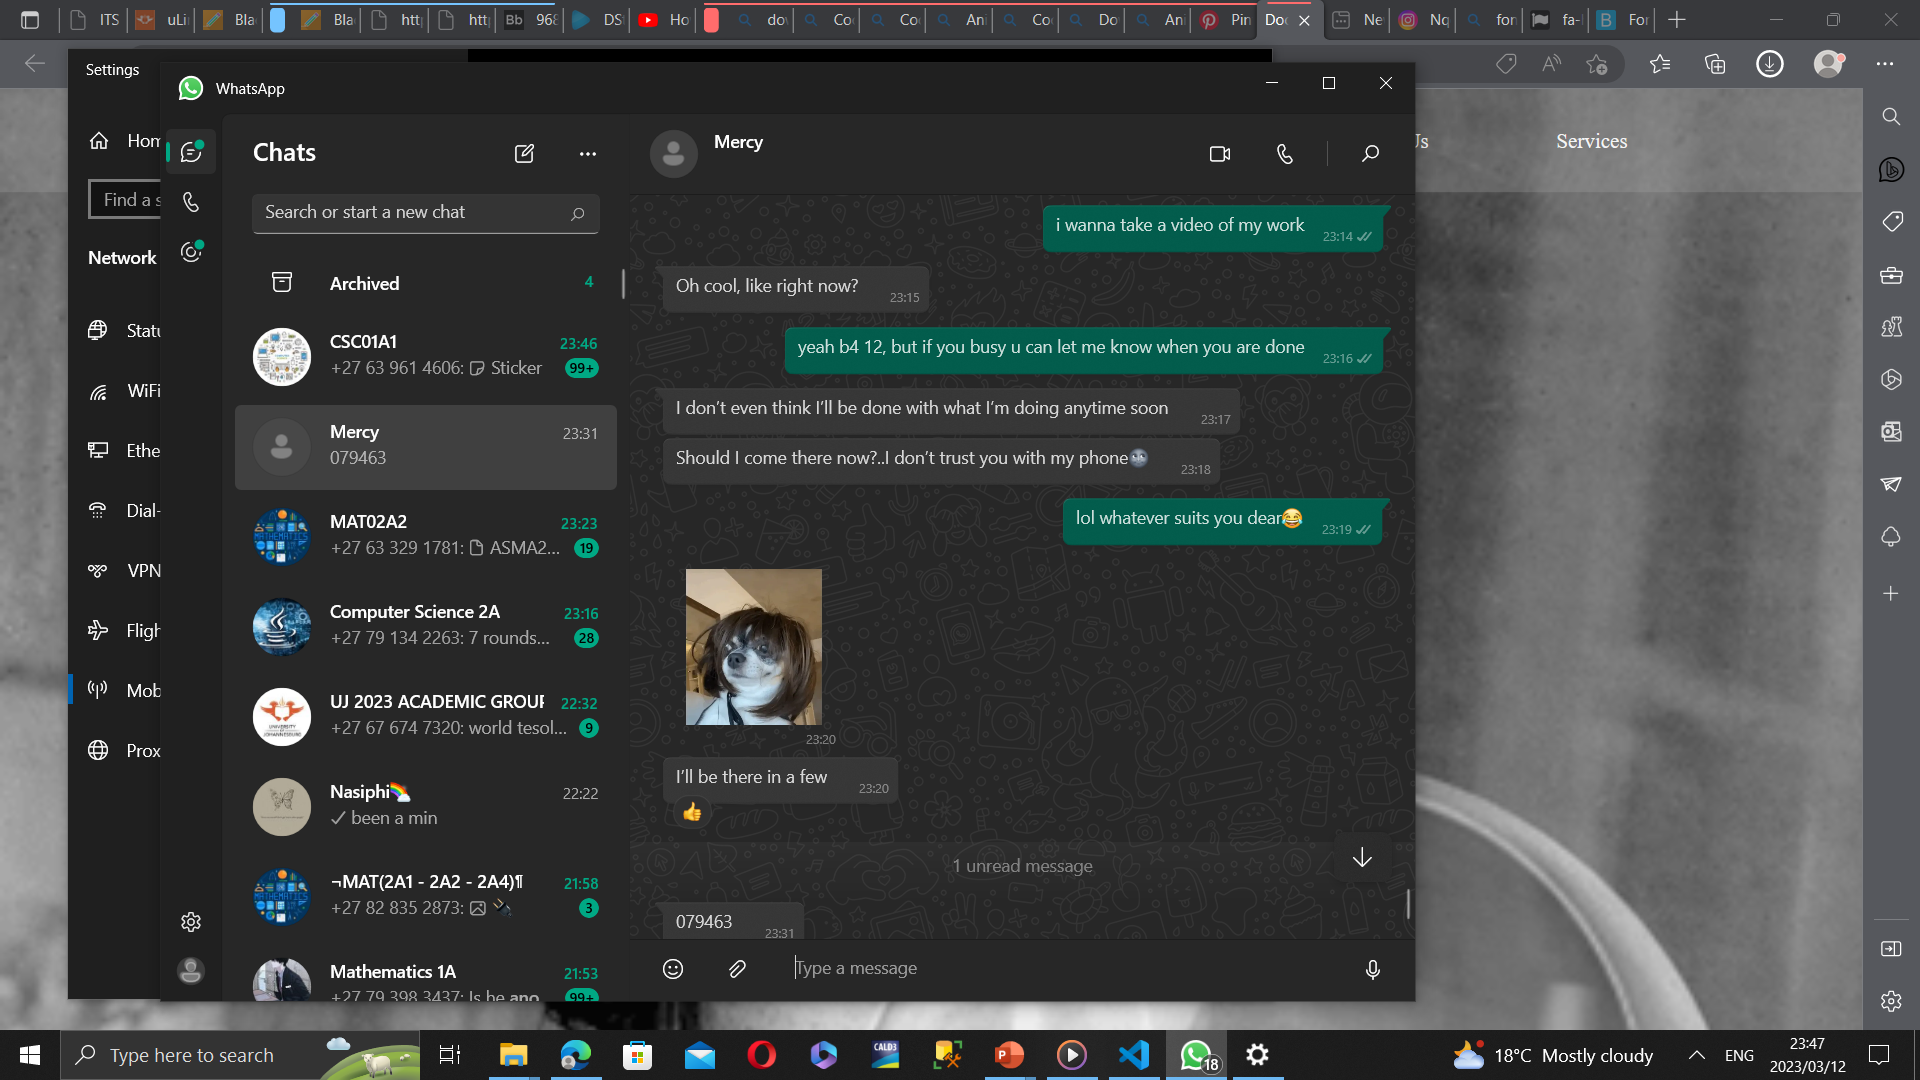 ITS
uLi
Bla
Bla
http
http
Bb 968
DS
Ho
do
Co
Co
Ani
Co
Do
Ani
Pin
Doc
Ne
Nq
for
fa-
For
Settings
WhatsApp
Hom
Find a s
Network
Statu
WiFi
Ethe
Dial-
VPN
Fligh
Mob
Prox
Chats
Search or start a new chat
Archived 4
CSC01A1 23:46
+27 63 961 4606: Sticker 99+
Mercy 23:31
079463
MAT02A2 23:23
+27 63 329 1781: ASMA2... 19
Computer Science 2A 23:16
+27 79 134 2263: 7 rounds... 28
UJ 2023 ACADEMIC GROUP 22:32
+27 67 674 7320: world tesol... 9
Nasiphi🌈 22:22
been a min
¬MAT(2A1 - 2A2 - 2A4)¶ 21:58
+27 82 835 2873: 🔌 3
Mathematics 1A 21:53
+27 79 398 3437: Is he ano 99+
Mercy
i wanna take a video of my work 23:14
Oh cool, like right now? 23:15
yeah b4 12, but if you busy u can let me know when you are done 23:16
I don’t even think I’ll be done with what I’m doing anytime soon 23:17
Should I come there now?..I don’t trust you with my phone🌚 23:18
lol whatever suits you dear😂 23:19
23:20
I’ll be there in a few 23:20
👍
1 unread message
079463 23:31
Type a message
Us
Services
Type here to search
CALD3
18
18°C Mostly cloudy
ENG
23:47
2023/03/12